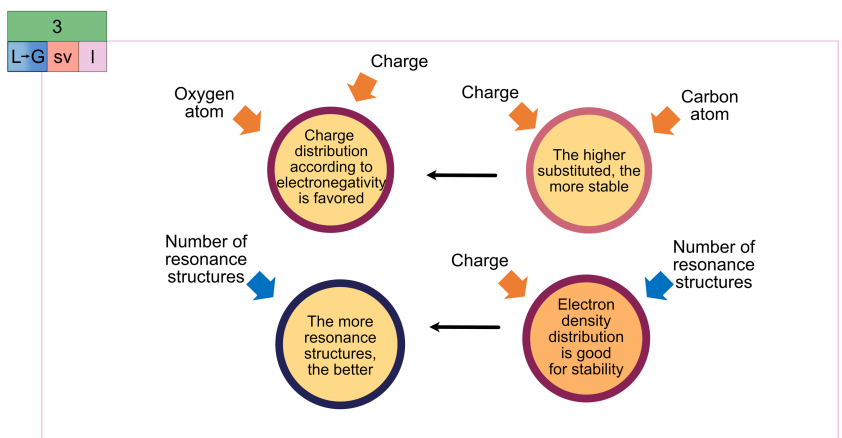 3
L→G sv I
Charge
Oxygen
atom
Charge
distribution
according to
electronegativity
is favored
Charge
Carbon
atom
The higher
substituted, the
more stable
Number of
resonance
structures
The more
resonance
structures,
the better
Charge
Number of
resonance
structures
Electron
density
distribution
is good
for stability